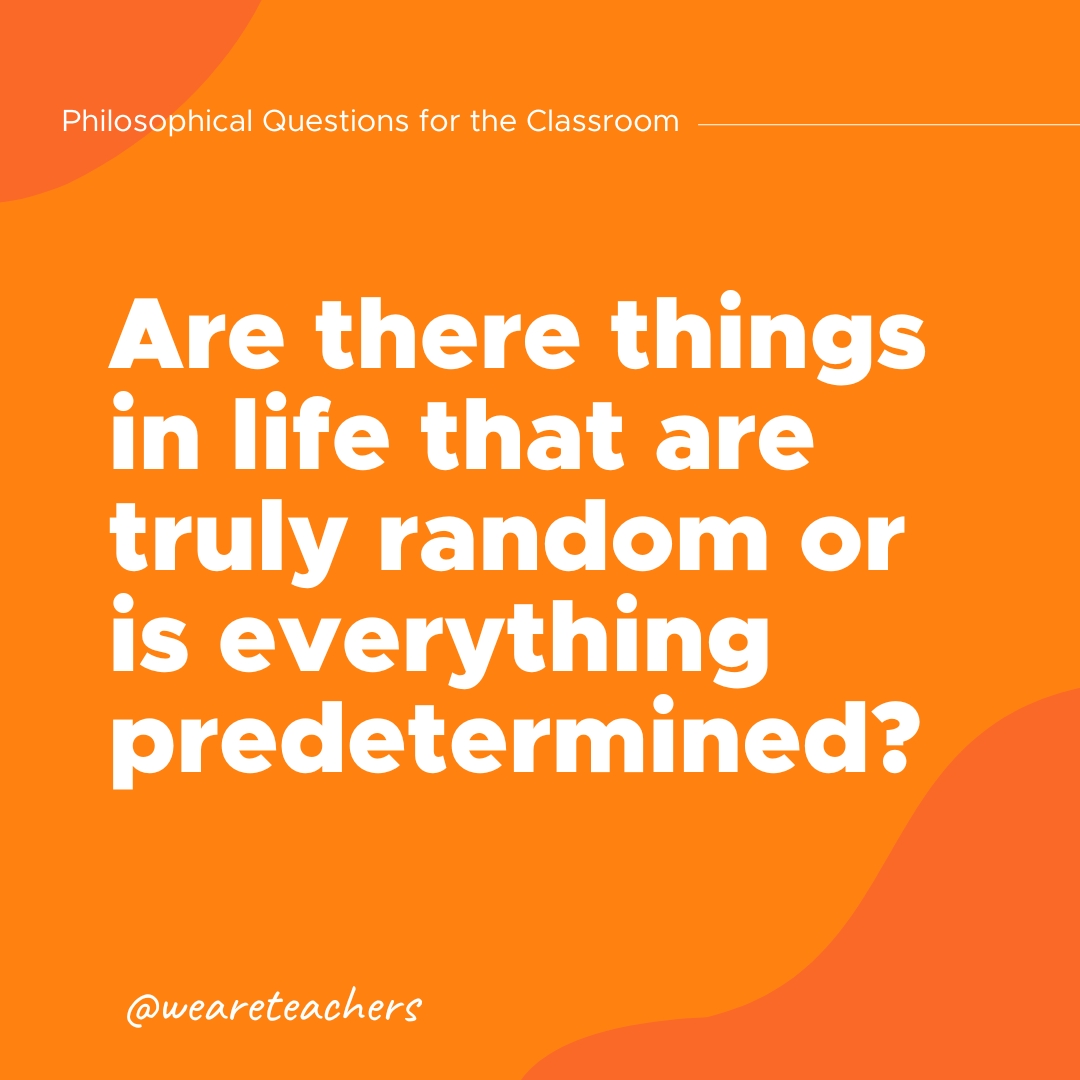 Philosophical Questions for the Classroom
Are there things
in life that are
truly random or
is everything
predetermined?
@weareteachers